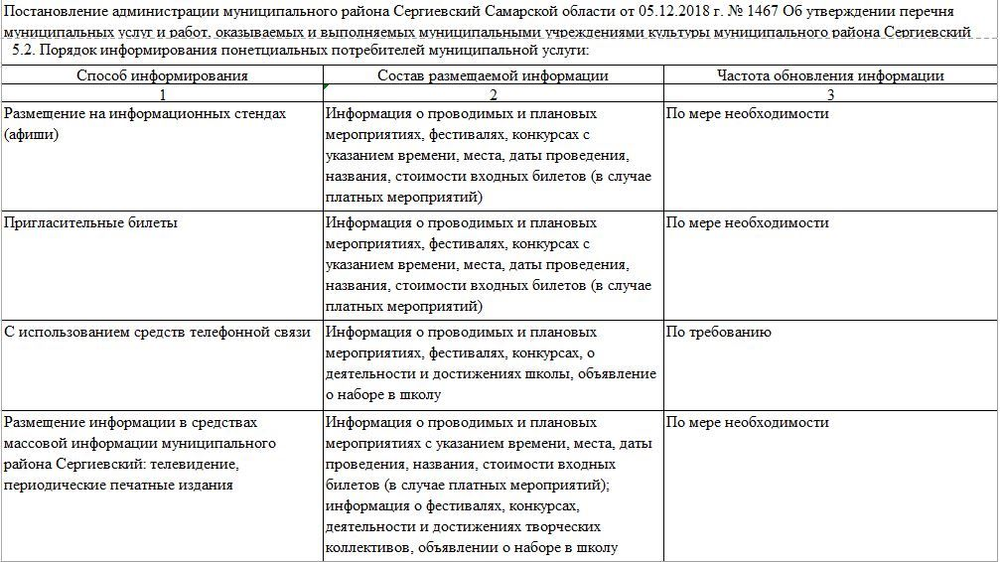 Постановление администрации муниципального района Сергиевский Самарской области от 05.12.2018 г. № 1467 Об утверждении перечня
муниципальных услуг и работ, оказываемых и выполняемых муниципальными учреждениями культуры муниципального района Сергиевский
5.2. Порядок информирования понетциальных потребителей муниципальной услуги:
Способ информирования
Состав размещаемой информации
Частота обновления информации
1
2
3
Размещение на информационных стендах
(афиши)
Информация о проводимых и плановых
мероприятиях, фестивалях, конкурсах с
указанием времени, места, даты проведения,
названия, стоимости входных билетов (в случае
платных мероприятий)
По мере необходимости
Пригласительные билеты
Информация о проводимых и плановых
мероприятиях, фестивалях, конкурсах с
указанием времени, места, даты проведения,
названия, стоимости входных билетов (в случае
платных мероприятий)
По мере необходимости
С использованием средств телефонной связи
Информация о проводимых и плановых
мероприятиях, фестивалях, конкурсах, о
деятельности и достижениях школы, объявление
о наборе в школу
По требованию
Размещение информации в средствах
массовой информации муниципального
района Сергиевский: телевидение,
периодические печатные издания
Информация о проводимых и плановых
мероприятиях с указанием времени, места, даты
проведения, названия, стоимости входных
билетов (в случае платных мероприятий);
информация о фестивалях, конкурсах,
деятельности и достижениях творческих
коллективов, объявлении о наборе в школу
По мере необходимости